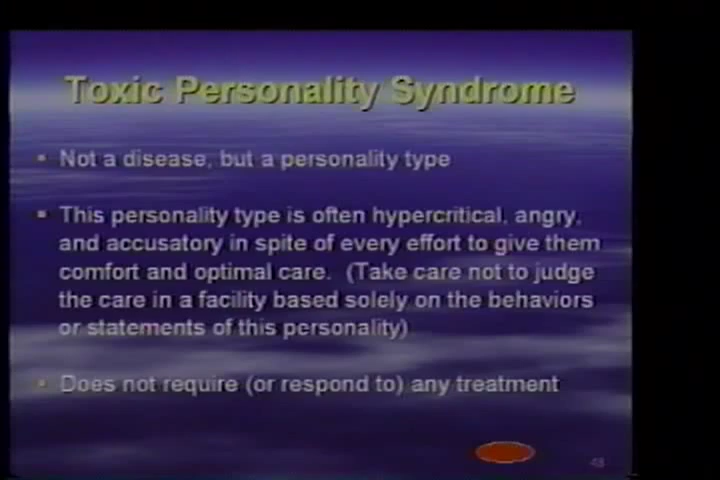 Toxic Personality Syndrome
Not a disease, but a personality type
This personality type is often hypercritical, angry,
and accusatory in spite of every effort to give them
comfort and optimal care. (Take care not to judge
the care in a facility based solely on the behaviors
or statements of this personality)
Does not require (or respond to) any treatment